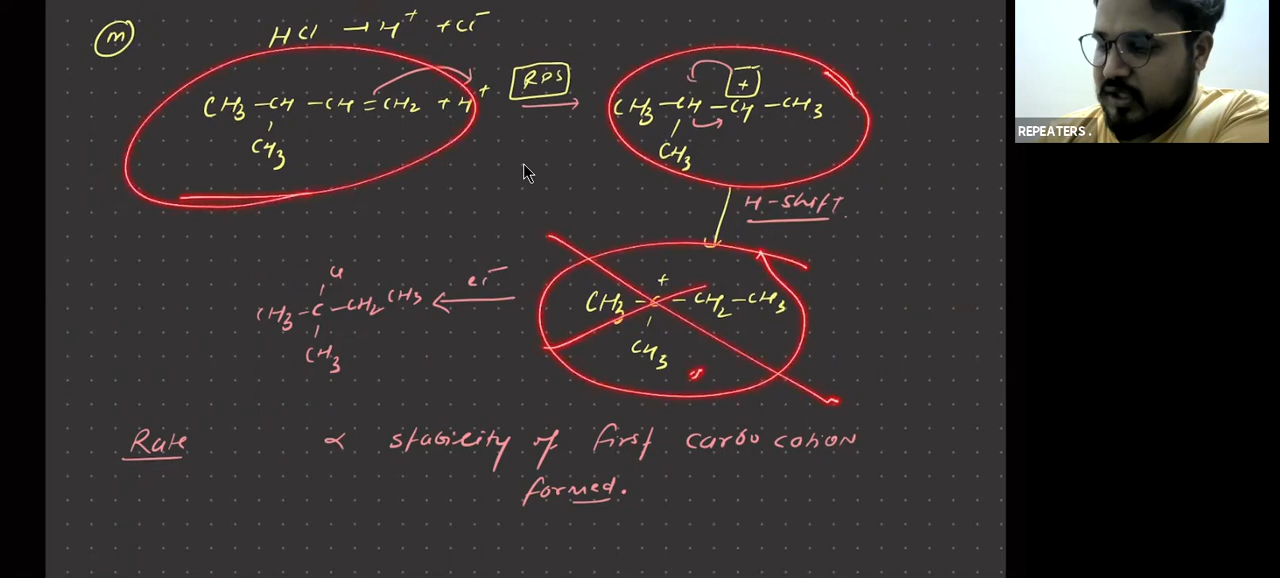 (m)
HCl → H⁺ + Cl⁻
CH₃ – CH – CH = CH₂ + H⁺
CH₃
RDS
CH₃ – CH – CH – CH₃
+
CH₃
H-shift
CH₃ – C – CH₂ – CH₃
+
CH₃
Cl⁻
Cl
CH₃ – C – CH₂ CH₃
CH₃
Rate ∝ stability of first carbo cation
formed.
REPEATERS .